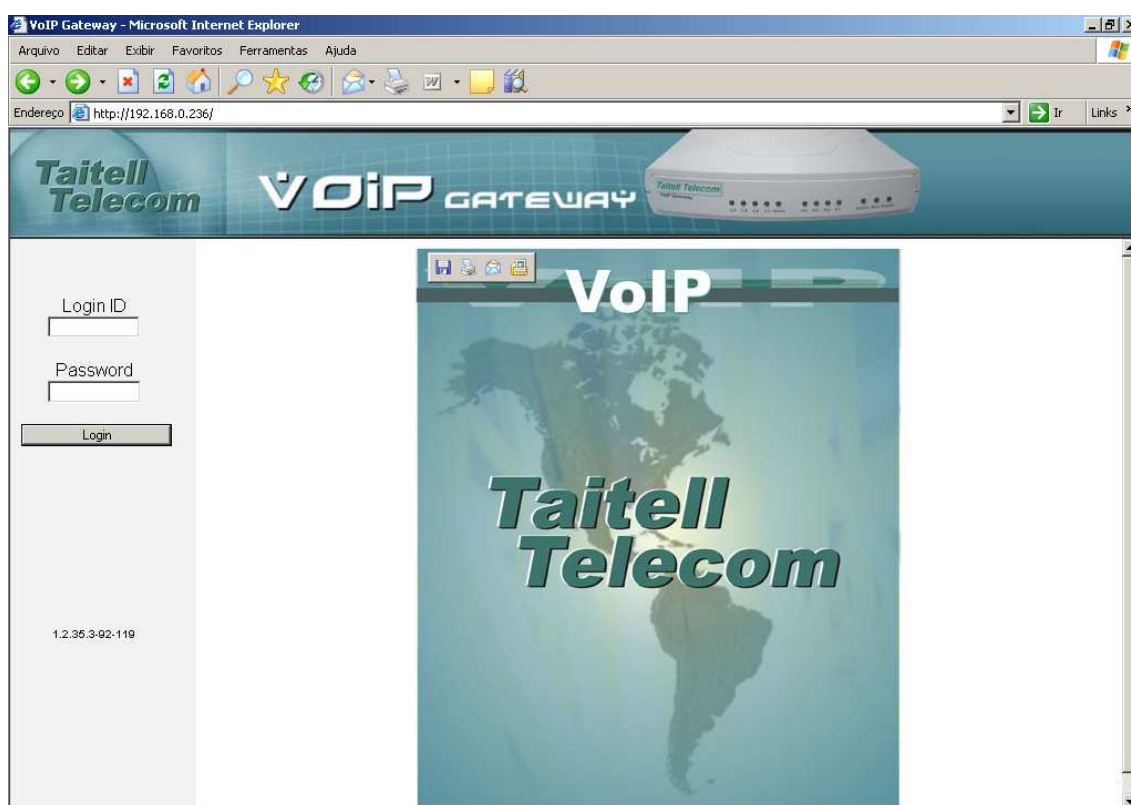 VoIP Gateway - Microsoft Internet Explorer
Arquivo Editar Exibir Favoritos Ferramentas Ajuda
Endereço http://192.168.0.236/ Ir Links
Taitell
Telecom
VOiP GATEWAY
Taitell Telecom
VoIP Gateway
VoIP
Login ID
Password
Login
Taitell
Telecom
1.2.35.3-92-119